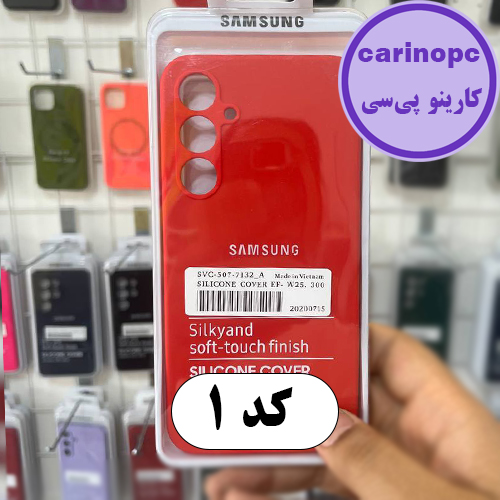 SAMSUNG
carinopc
کارینو پی‌سی
SAMSUNG
SVC-507-7132_A Made in Vietnam
SILICONE COVER EF- W25. 300
20200715
Silkyand
soft-touch finish
SILICONE COVER
کد ۱